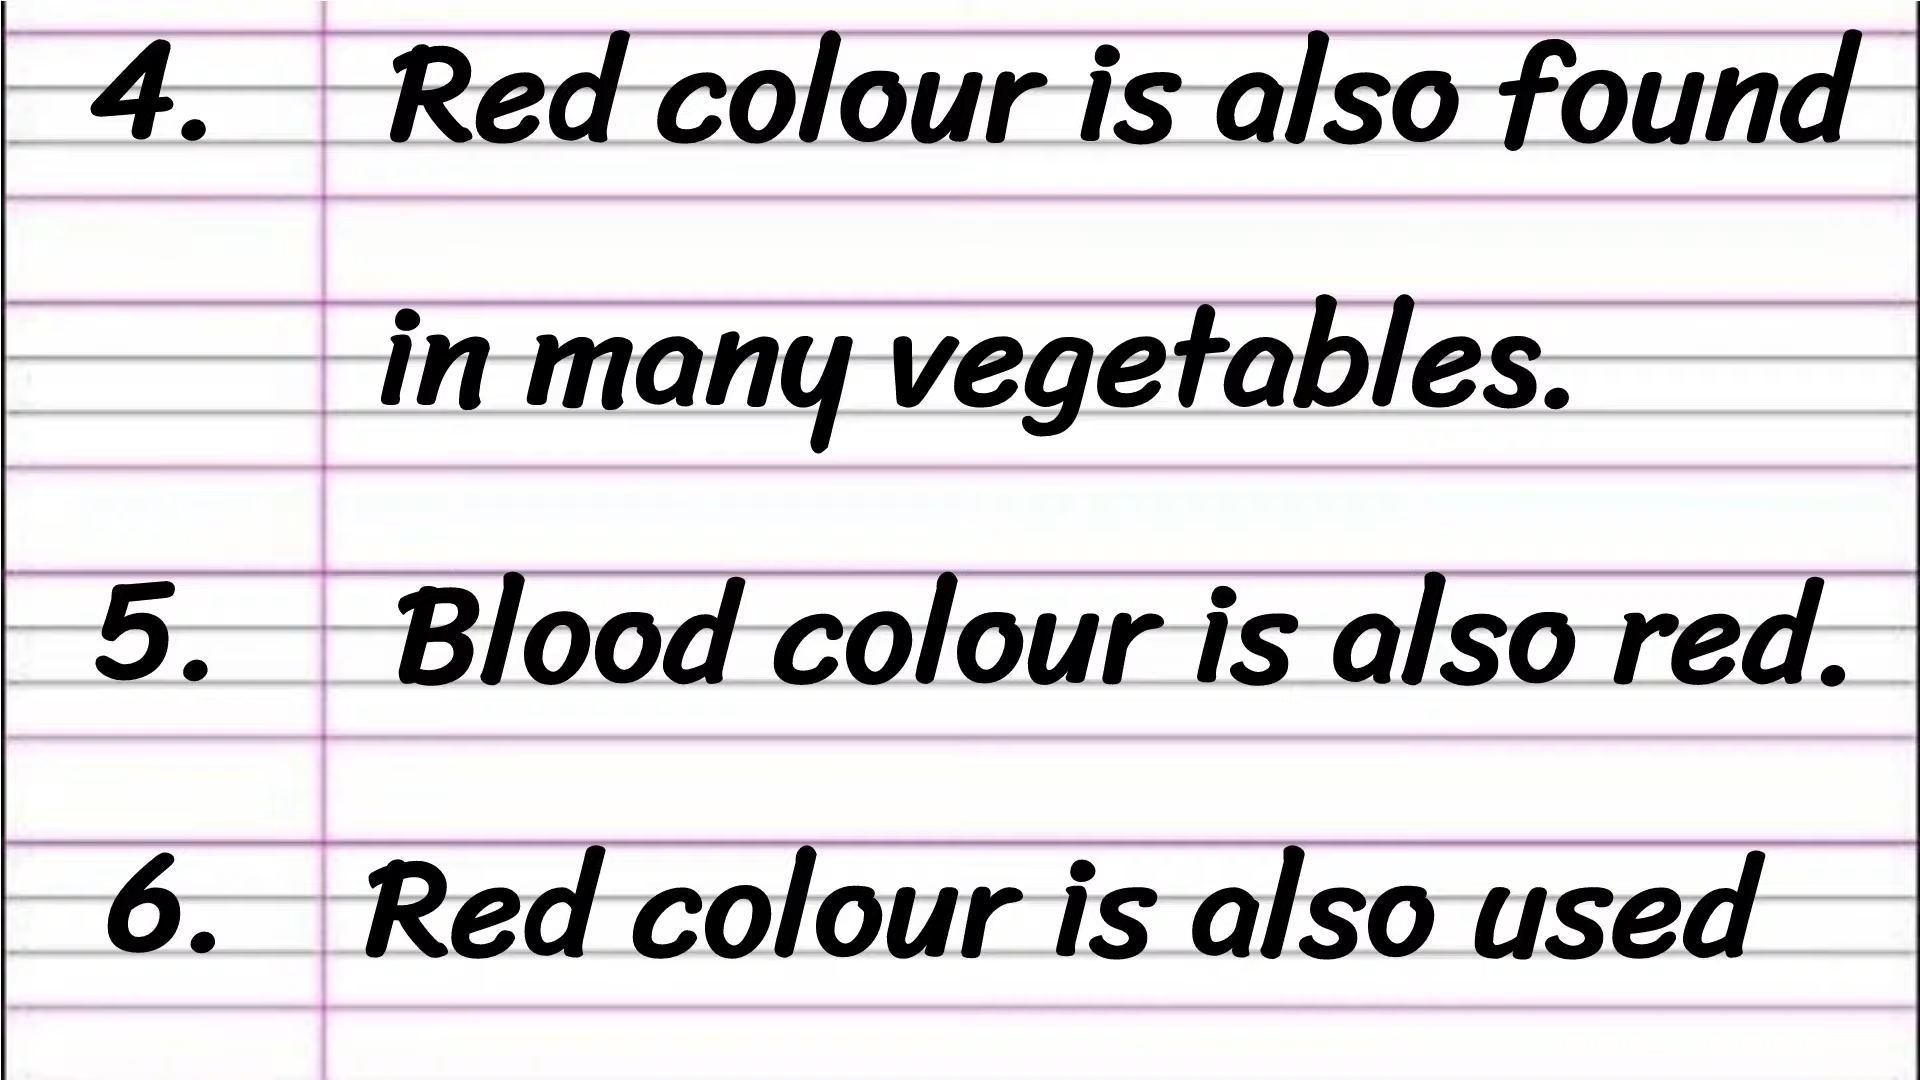 4. Red colour is also found
in many vegetables.
5. Blood colour is also red.
6. Red colour is also used